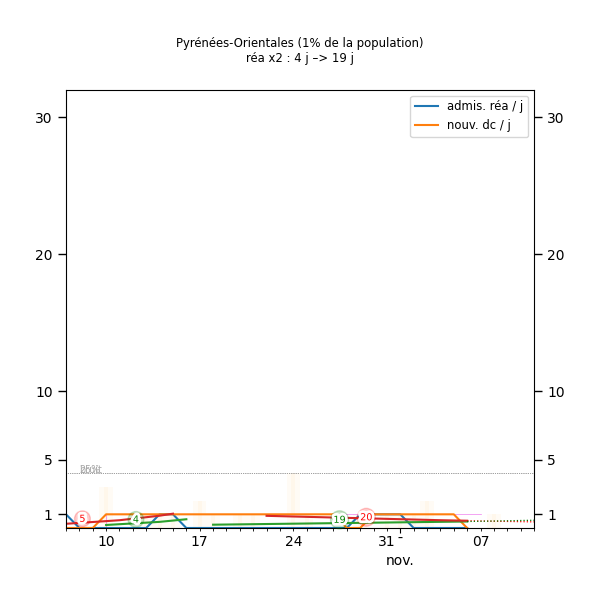 Pyrénées-Orientales (1% de la population)
réa x2 : 4 j –> 19 j
admis. réa / j
nouv. dc / j
30 30
20 20
10 10
5 5
1 1
5 4 19 20
10 17 24 31 07
nov.